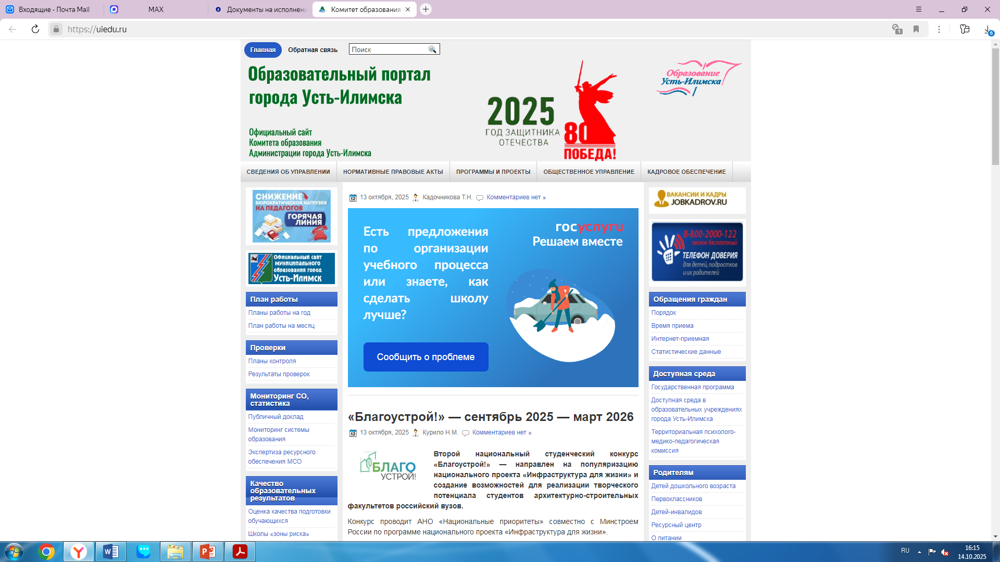 Входящие - Почта Mail
MAX
Документы на исполнени
Комитет образования
https://uiedu.ru
1
6
Главная
Обратная связь
Поиск
Образовательный портал
города Усть-Илимска
Официальный сайт
Комитета образования
Администрации города Усть-Илимска
2025
ГОД ЗАЩИТНИКА
ОТЕЧЕСТВА
80
ПОБЕДА!
Образование
Усть-Илимска
СВЕДЕНИЯ ОБ УПРАВЛЕНИИ
НОРМАТИВНЫЕ ПРАВОВЫЕ АКТЫ
ПРОГРАММЫ И ПРОЕКТЫ
ОБЩЕСТВЕННОЕ УПРАВЛЕНИЕ
КАДРОВОЕ ОБЕСПЕЧЕНИЕ
СНИЖЕНИЕ
БЮРОКРАТИЧЕСКОЙ НАГРУЗКИ
НА ПЕДАГОГОВ
ГОРЯЧАЯ
ЛИНИЯ
Официальный сайт
муниципального
образования город
Усть-Илимск
План работы
Планы работы на год
План работы на месяц
Проверки
Планы контроля
Результаты проверок
Мониторинг СО,
статистика
Публичный доклад
Мониторинг системы
образования
Экспертиза ресурсного
обеспечения МСО
Качество
образовательных
результатов
Оценка качества подготовки
обучающихся
Школы «зоны риска»
12 13 октября, 2025 Кадочникова Т.Н. Комментариев нет »
Есть предложения
по организации
учебного процесса
или знаете, как
сделать школу
лучше?
Сообщить о проблеме
госуслуги
Решаем вместе
«Благоустрой!» — сентябрь 2025 — март 2026
12 13 октября, 2025 Курило Н.М. Комментариев нет »
БЛАГО
УСТРОЙ!
Второй национальный студенческий конкурс
«Благоустрой!» — направлен на популяризацию
национального проекта «Инфраструктура для жизни» и
создание возможностей для реализации творческого
потенциала студентов архитектурно-строительных
факультетов российский вузов.
Конкурс проводит АНО «Национальные приоритеты» совместно с Минстроем
России по программе национального проекта «Инфраструктура для жизни».
ВАКАНСИИ И КАДРЫ
JOBKADROV.RU
8-800-2000-122
звонок бесплатный
ТЕЛЕФОН ДОВЕРИЯ
для детей, подростков
и их родителей
Обращения граждан
Порядок
Время приема
Интернет-приемная
Статистические данные
Доступная среда
Государственная программа
Доступная среда в
образовательных учреждениях
города Усть-Илимска
Территориальная психолого-
медико-педагогическая
комиссия
Родителям
Детей дошкольного возраста
Первоклассников
Детей-инвалидов
Ресурсный центр
О питании
RU
16:15
14.10.2025